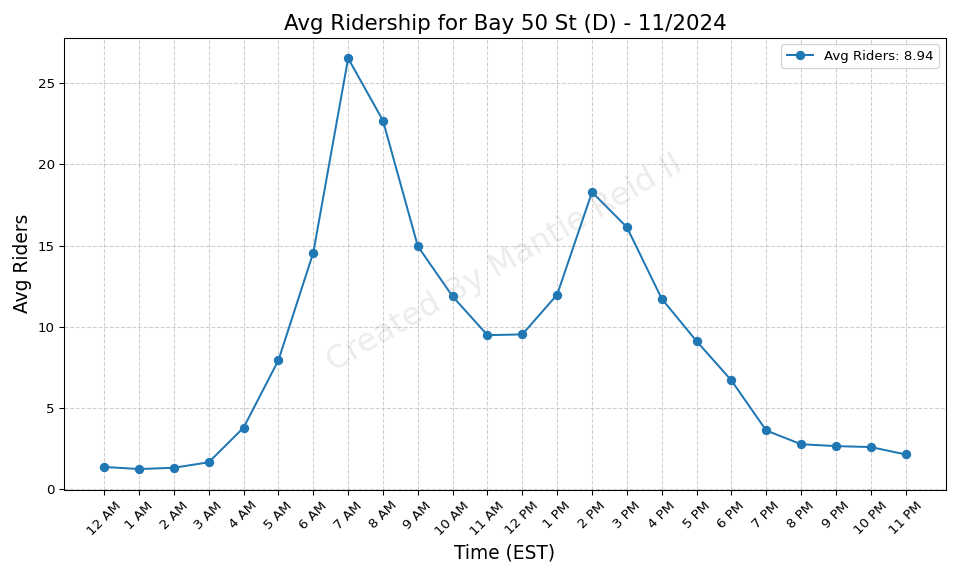 Avg Ridership for Bay 50 St (D) - 11/2024
Avg Riders: 8.94
Avg Riders
25
20
15
10
5
0
Created By Mantle Reid II
12 AM
1 AM
2 AM
3 AM
4 AM
5 AM
6 AM
7 AM
8 AM
9 AM
10 AM
11 AM
12 PM
1 PM
2 PM
3 PM
4 PM
5 PM
6 PM
7 PM
8 PM
9 PM
10 PM
11 PM
Time (EST)